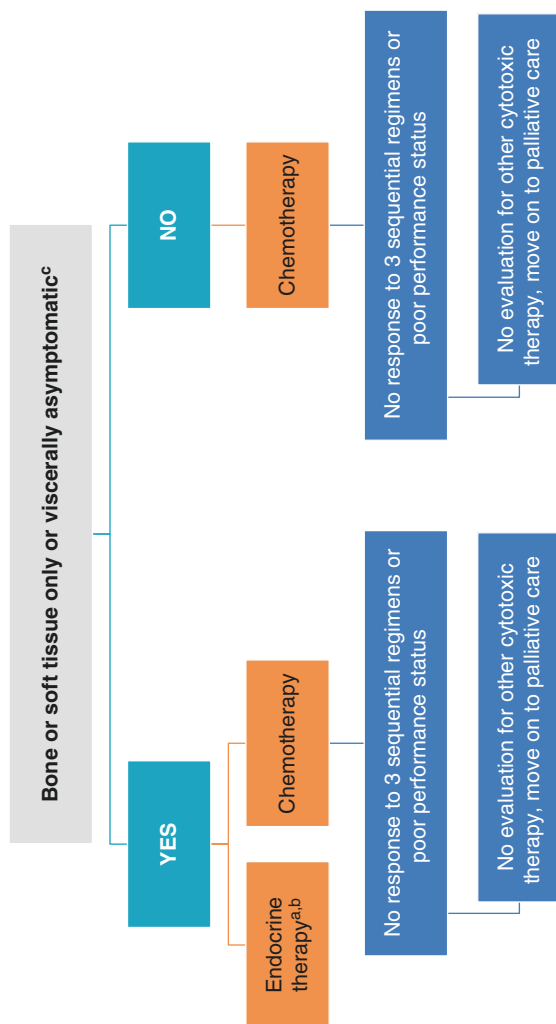 Bone or soft tissue only or viscerally asymptomaticᶜ
YES
NO
Endocrine
therapyᵃ,ᵇ
Chemotherapy
Chemotherapy
No response to 3 sequential regimens or
poor performance status
No response to 3 sequential regimens or
poor performance status
No evaluation for other cytotoxic
therapy, move on to palliative care
No evaluation for other cytotoxic
therapy, move on to palliative care